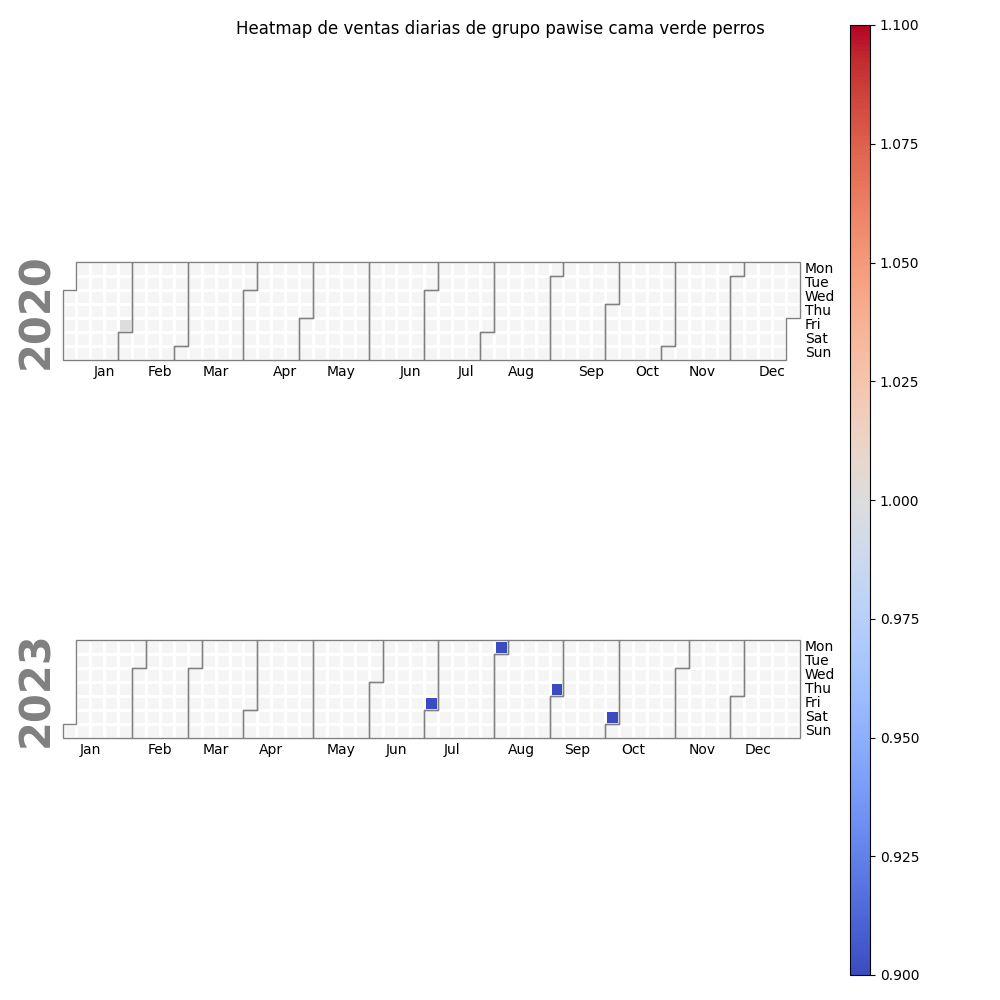 Heatmap de ventas diarias de grupo pawise cama verde perros
2020
Mon
Tue
Wed
Thu
Fri
Sat
Sun
Jan Feb Mar Apr May Jun Jul Aug Sep Oct Nov Dec
2023
Mon
Tue
Wed
Thu
Fri
Sat
Sun
Jan Feb Mar Apr May Jun Jul Aug Sep Oct Nov Dec
1.100
1.075
1.050
1.025
1.000
0.975
0.950
0.925
0.900